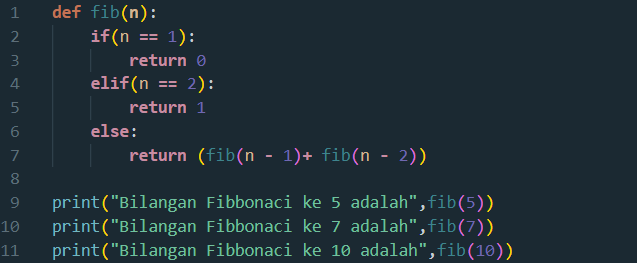 1 def fib(n):
2 if(n == 1):
3 return 0
4 elif(n == 2):
5 return 1
6 else:
7 return (fib(n - 1)+ fib(n - 2))
8
9 print("Bilangan Fibbonaci ke 5 adalah",fib(5))
10 print("Bilangan Fibbonaci ke 7 adalah",fib(7))
11 print("Bilangan Fibbonaci ke 10 adalah",fib(10))